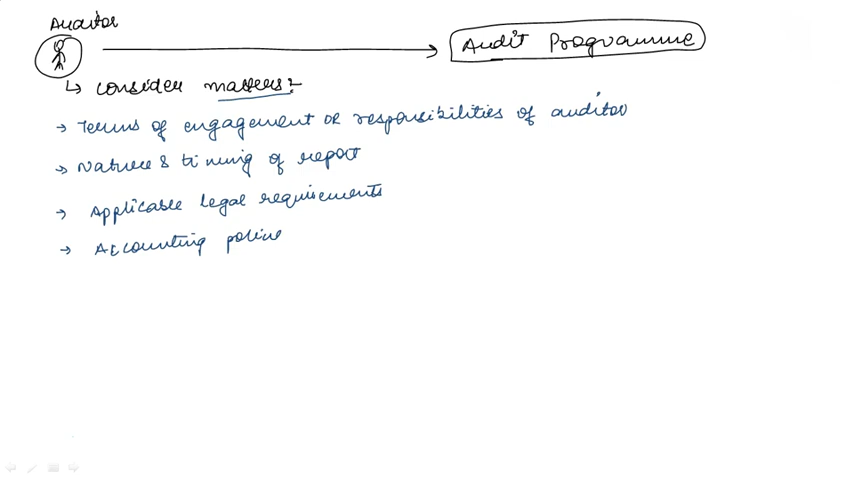 Auditor
Audit Programme
↳ Consider matters:-
→ Terms of engagement OR responsibilities of auditor
→ Nature & timing of report
→ Applicable legal requirements
→ Accounting policies